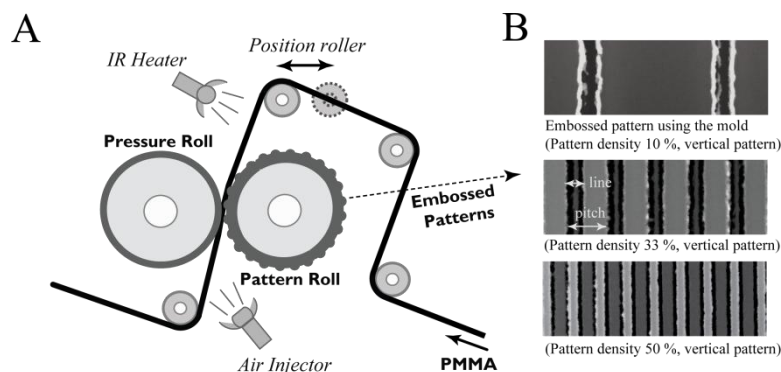 A
IR Heater
Position roller
Pressure Roll
Embossed
Patterns
Pattern Roll
Air Injector
PMMA
B
Embossed pattern using the mold
(Pattern density 10 %, vertical pattern)
line
pitch
(Pattern density 33 %, vertical pattern)
(Pattern density 50 %, vertical pattern)